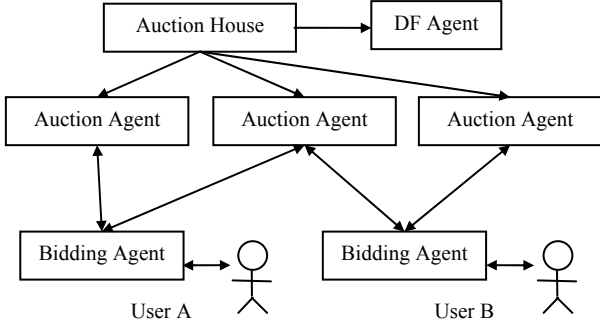 Auction House
DF Agent
Auction Agent
Auction Agent
Auction Agent
Bidding Agent
Bidding Agent
User A
User B